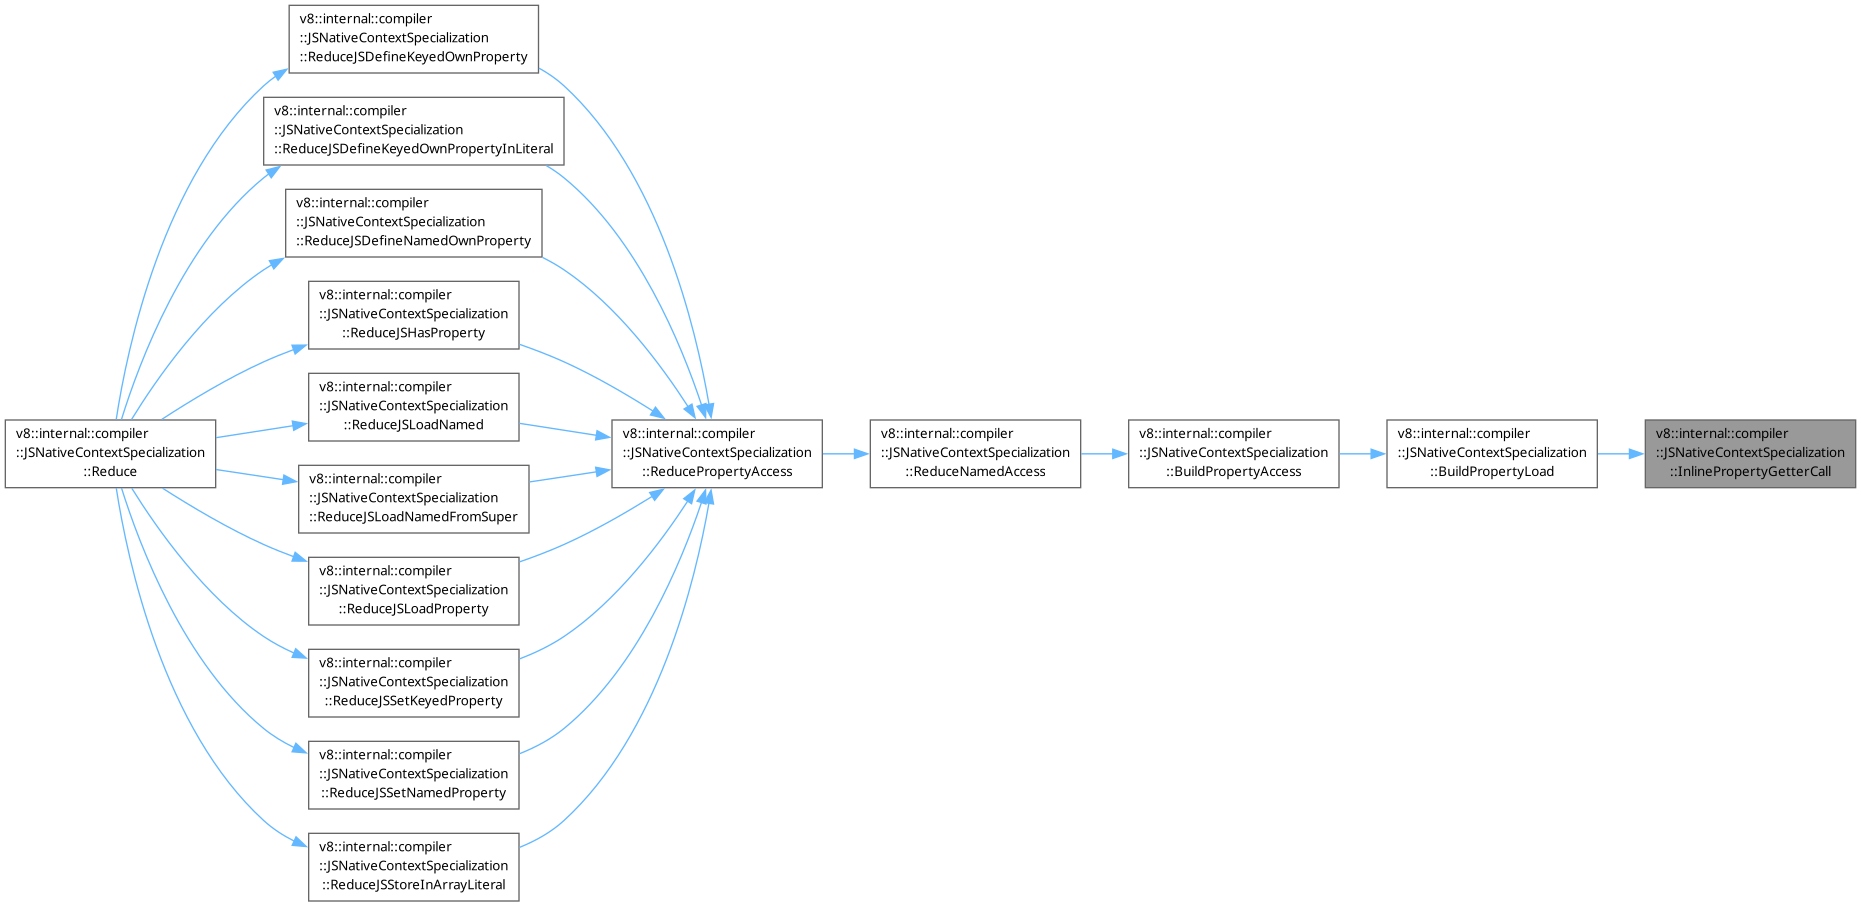 v8::internal::compiler
::JSNativeContextSpecialization
::ReduceJSDefineKeyedOwnProperty
v8::internal::compiler
::JSNativeContextSpecialization
::ReduceJSDefineKeyedOwnPropertyInLiteral
v8::internal::compiler
::JSNativeContextSpecialization
::ReduceJSDefineNamedOwnProperty
v8::internal::compiler
::JSNativeContextSpecialization
::ReduceJSHasProperty
v8::internal::compiler
::JSNativeContextSpecialization
::ReduceJSLoadNamed
v8::internal::compiler
::JSNativeContextSpecialization
::Reduce
v8::internal::compiler
::JSNativeContextSpecialization
::ReducePropertyAccess
v8::internal::compiler
::JSNativeContextSpecialization
::ReduceNamedAccess
v8::internal::compiler
::JSNativeContextSpecialization
::BuildPropertyAccess
v8::internal::compiler
::JSNativeContextSpecialization
::BuildPropertyLoad
v8::internal::compiler
::JSNativeContextSpecialization
::InlinePropertyGetterCall
v8::internal::compiler
::JSNativeContextSpecialization
::ReduceJSLoadNamedFromSuper
v8::internal::compiler
::JSNativeContextSpecialization
::ReduceJSLoadProperty
v8::internal::compiler
::JSNativeContextSpecialization
::ReduceJSSetKeyedProperty
v8::internal::compiler
::JSNativeContextSpecialization
::ReduceJSSetNamedProperty
v8::internal::compiler
::JSNativeContextSpecialization
::ReduceJSStoreInArrayLiteral